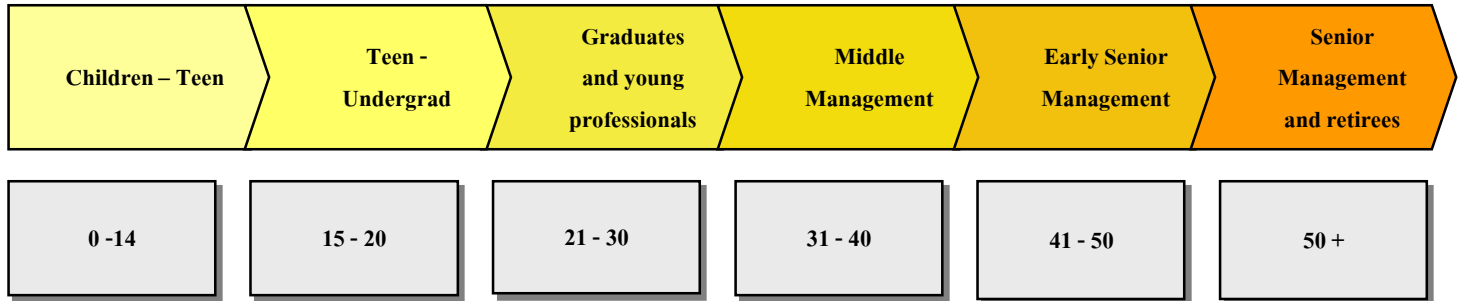 Children – Teen
Teen -
Undergrad
Graduates
and young
professionals
Middle
Management
Early Senior
Management
Senior
Management
and retirees
0 -14
15 - 20
21 - 30
31 - 40
41 - 50
50 +